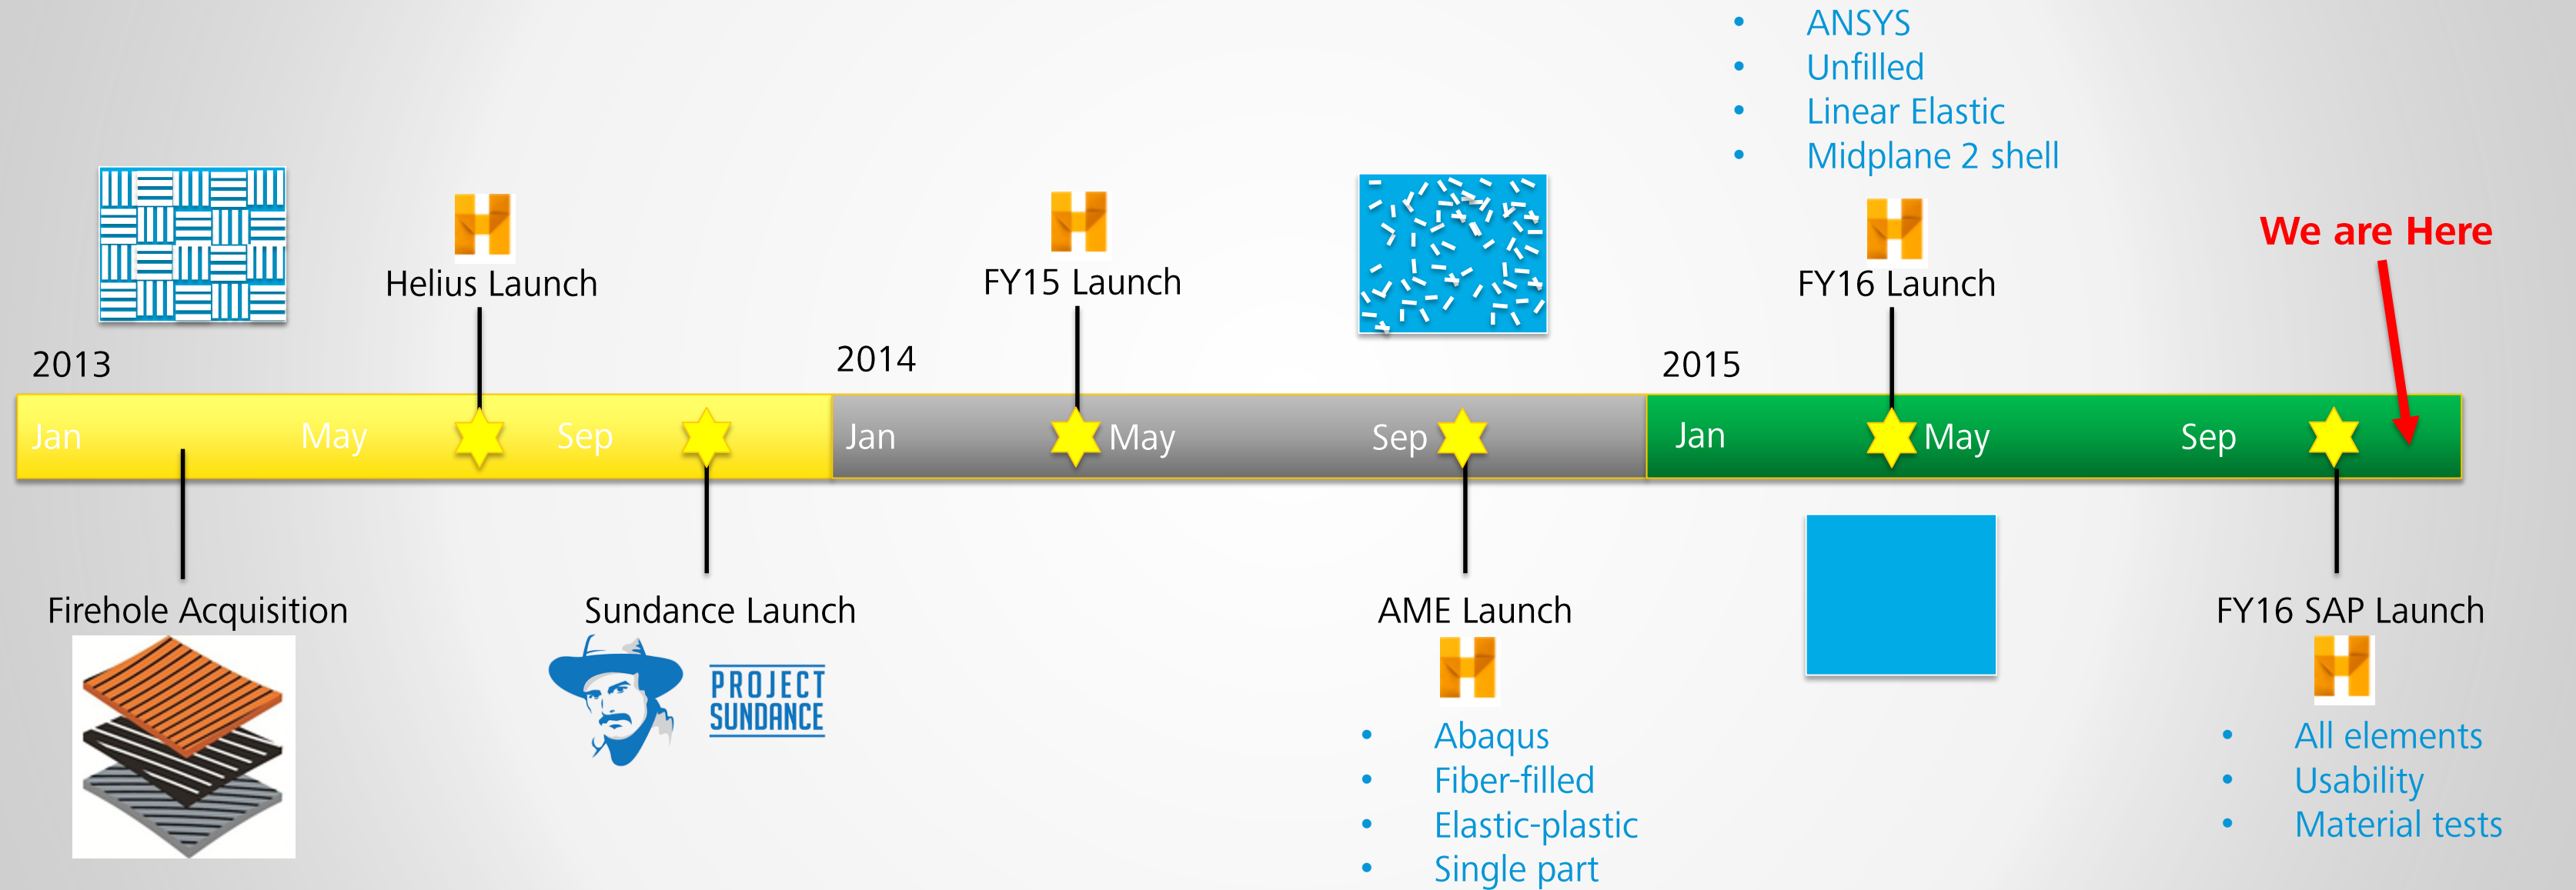 • ANSYS
• Unfilled
• Linear Elastic
• Midplane 2 shell
We are Here
Helius Launch
FY15 Launch
FY16 Launch
2013
2014
2015
Jan May Sep Jan May Sep Jan May Sep
Firehole Acquisition
Sundance Launch
PROJECT
SUNDANCE
AME Launch
• Abaqus
• Fiber-filled
• Elastic-plastic
• Single part
FY16 SAP Launch
• All elements
• Usability
• Material tests